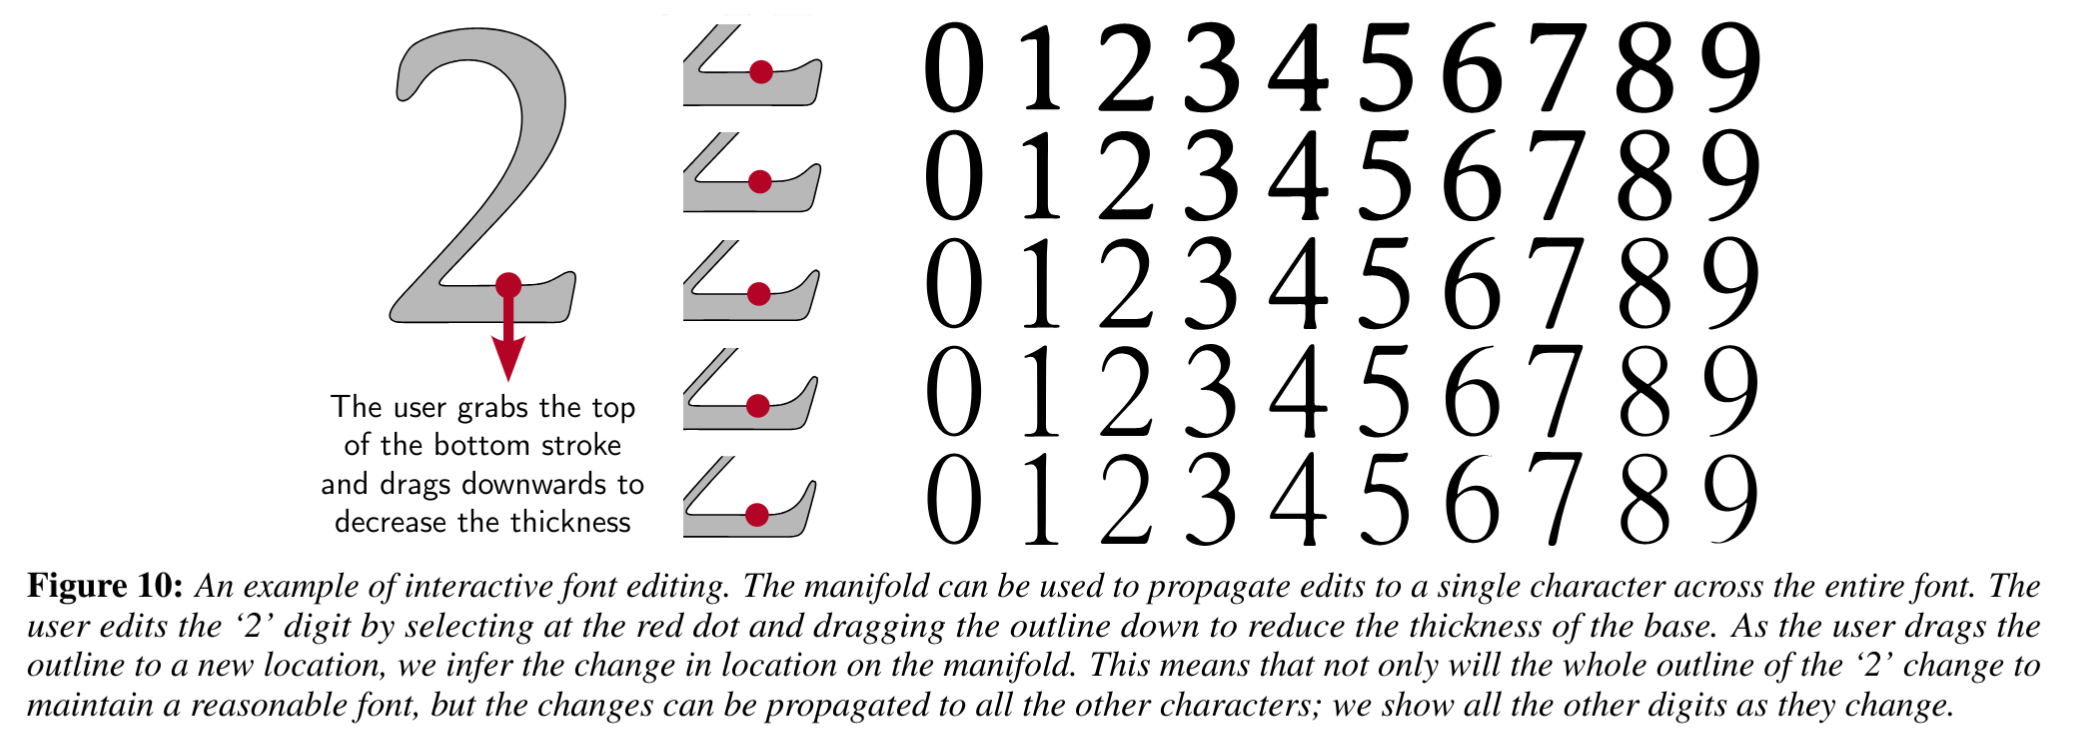 2
The user grabs the top
of the bottom stroke
and drags downwards to
decrease the thickness
0 1 2 3 4 5 6 7 8 9
0 1 2 3 4 5 6 7 8 9
0 1 2 3 4 5 6 7 8 9
0 1 2 3 4 5 6 7 8 9
0 1 2 3 4 5 6 7 8 9
Figure 10: An example of interactive font editing. The manifold can be used to propagate edits to a single character across the entire font. The
user edits the ‘2’ digit by selecting at the red dot and dragging the outline down to reduce the thickness of the base. As the user drags the
outline to a new location, we infer the change in location on the manifold. This means that not only will the whole outline of the ‘2’ change to
maintain a reasonable font, but the changes can be propagated to all the other characters; we show all the other digits as they change.